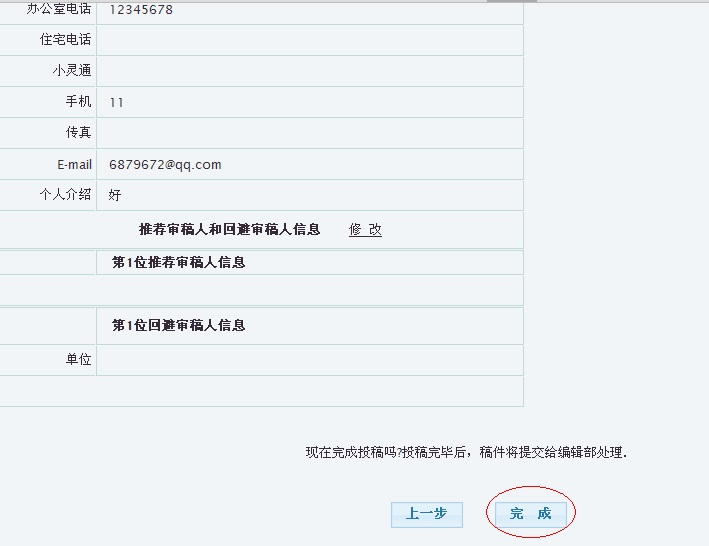 办公室电话 12345678
住宅电话
小灵通
手机 11
传真
E-mail 6879672@qq.com
个人介绍 好
推荐审稿人和回避审稿人信息 修 改
第1位推荐审稿人信息
第1位回避审稿人信息
单位
现在完成投稿吗?投稿完毕后，稿件将提交给编辑部处理.
上一步 完 成